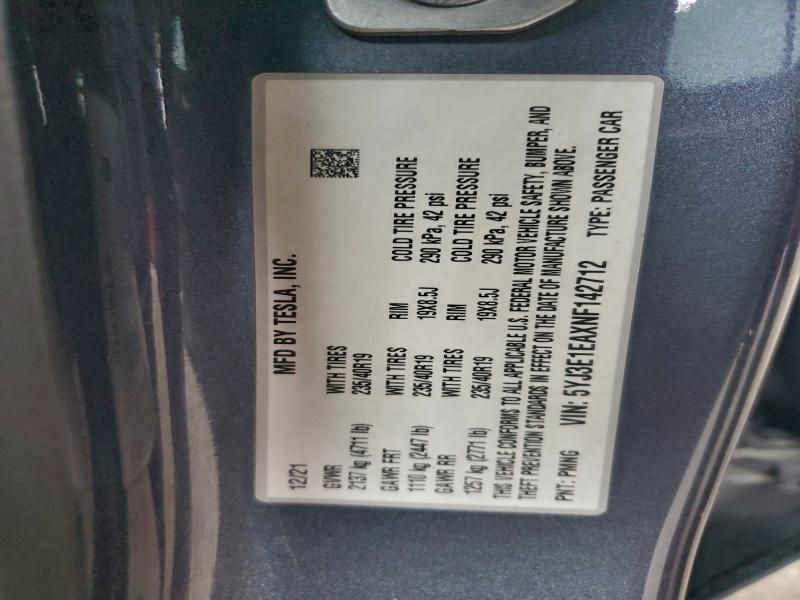 MFD BY TESLA, INC.
12/21
GVWR WITH TIRES
2137 kg (4711 lb) 235/40R19
GAWR FRT WITH TIRES RIM COLD TIRE PRESSURE
1110 kg (2447 lb) 235/40R19 19X8.5J 290 kPa, 42 psi
GAWR RR WITH TIRES RIM COLD TIRE PRESSURE
1257 kg (2771 lb) 235/40R19 19X8.5J 290 kPa, 42 psi
THIS VEHICLE CONFORMS TO ALL APPLICABLE U.S. FEDERAL MOTOR VEHICLE SAFETY, BUMPER, AND
THEFT PREVENTION STANDARDS IN EFFECT ON THE DATE OF MANUFACTURE SHOWN ABOVE.
PNT: PMNG VIN: 5YJ3E1EAXNF142712 TYPE: PASSENGER CAR